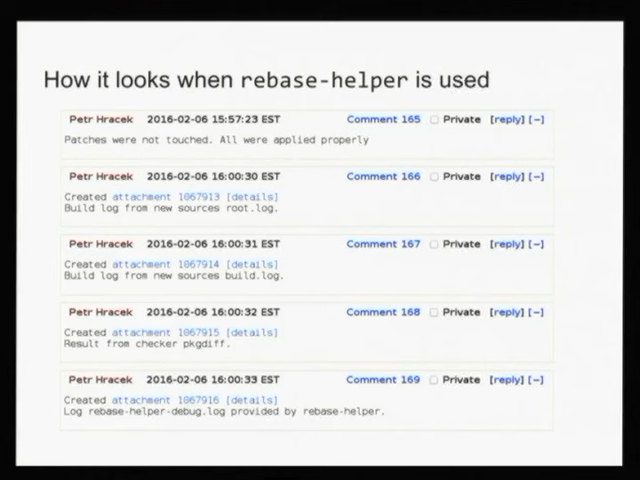 How it looks when rebase-helper is used
Petr Hracek 2016-02-06 15:57:23 EST Comment 165 Private [reply] [−]
Patches were not touched. All were applied properly
Petr Hracek 2016-02-06 16:00:30 EST Comment 166 Private [reply] [−]
Created attachment 1067913 [details]
Build log from new sources root.log.
Petr Hracek 2016-02-06 16:00:31 EST Comment 167 Private [reply] [−]
Created attachment 1067914 [details]
Build log from new sources build.log.
Petr Hracek 2016-02-06 16:00:32 EST Comment 168 Private [reply] [−]
Created attachment 1067915 [details]
Result from checker pkgdiff.
Petr Hracek 2016-02-06 16:00:33 EST Comment 169 Private [reply] [−]
Created attachment 1067916 [details]
Log rebase-helper-debug.log provided by rebase-helper.